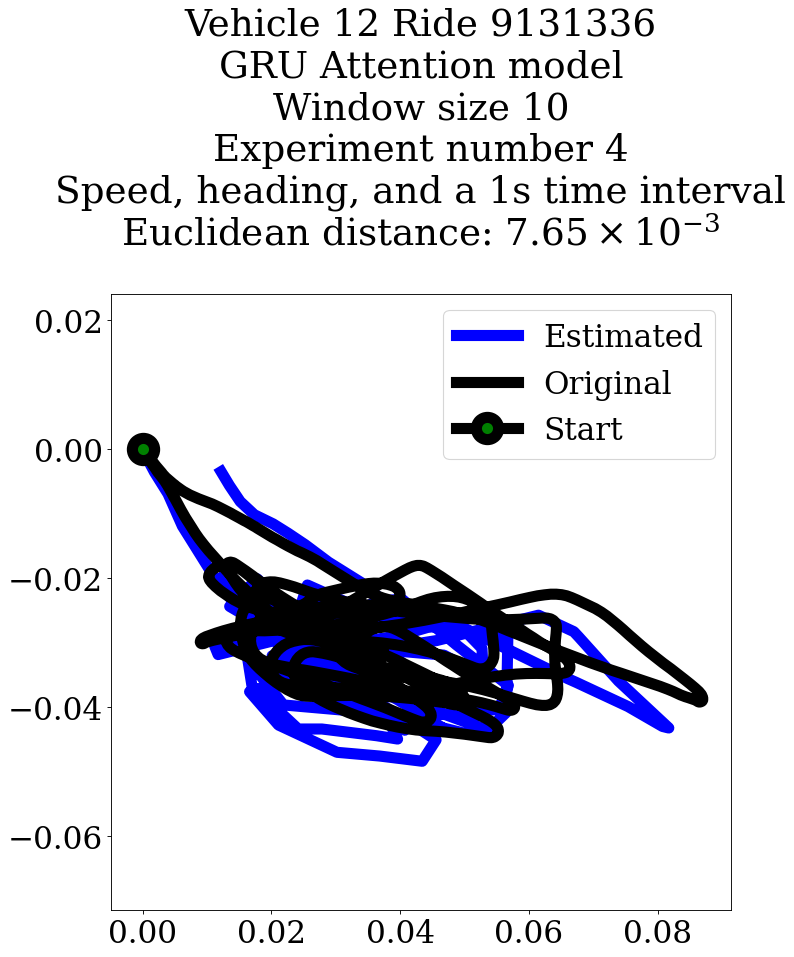 Vehicle 12 Ride 9131336
GRU Attention model
Window size 10
Experiment number 4
Speed, heading, and a 1s time interval
Euclidean distance: 7.65 × 10⁻³
Estimated
Original
Start
0.02
0.00
−0.02
−0.04
−0.06
0.00 0.02 0.04 0.06 0.08